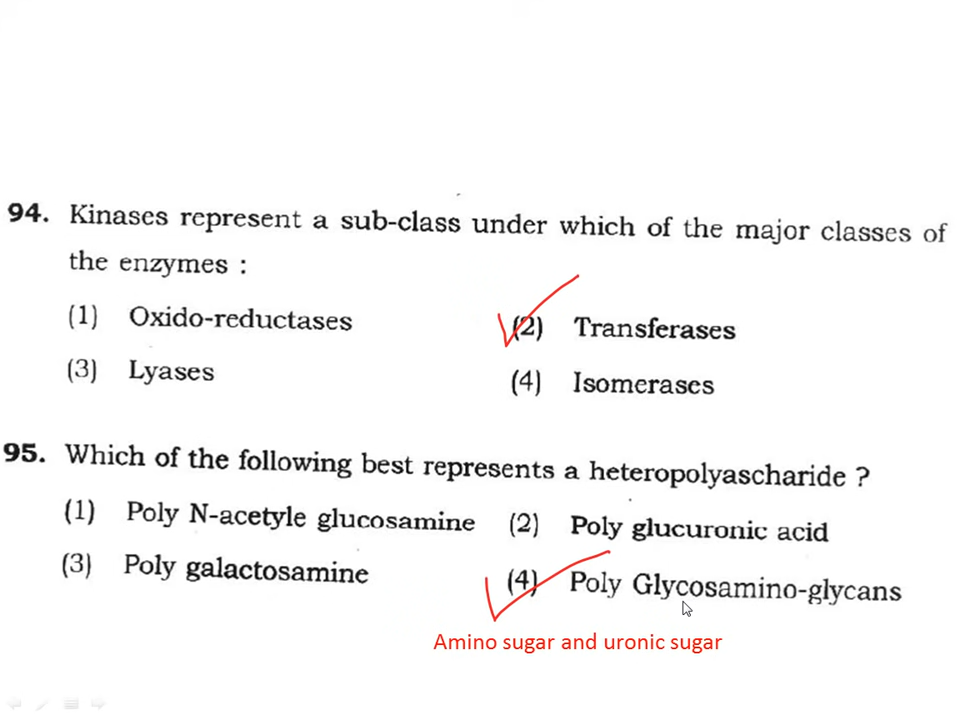 94. Kinases represent a sub-class under which of the major classes of
the enzymes :
(1) Oxido-reductases (2) Transferases
(3) Lyases (4) Isomerases
95. Which of the following best represents a heteropolyascharide ?
(1) Poly N-acetyle glucosamine (2) Poly glucuronic acid
(3) Poly galactosamine (4) Poly Glycosamino-glycans
Amino sugar and uronic sugar